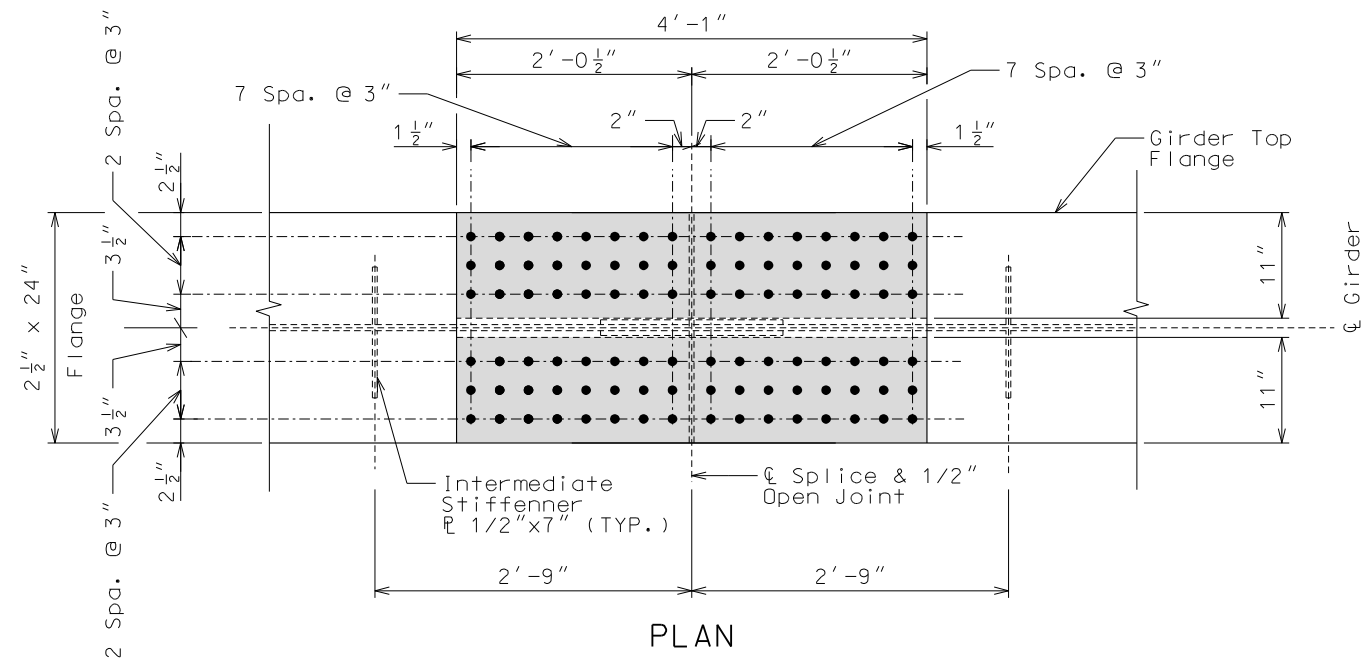 4'-1"
2'-0 1/2"
2'-0 1/2"
7 Spa. @ 3"
7 Spa. @ 3"
2"
2"
1 1/2"
1 1/2"
Girder Top
Flange
2 Spa. @ 3"
2 1/2"
3 1/2"
2 1/2" x 24"
Flange
3 1/2"
2 1/2"
2 Spa. @ 3"
11"
11"
℄ Girder
Intermediate
Stiffenner
⅊ 1/2"x7" (TYP.)
℄ Splice & 1/2"
Open Joint
2'-9"
2'-9"
PLAN